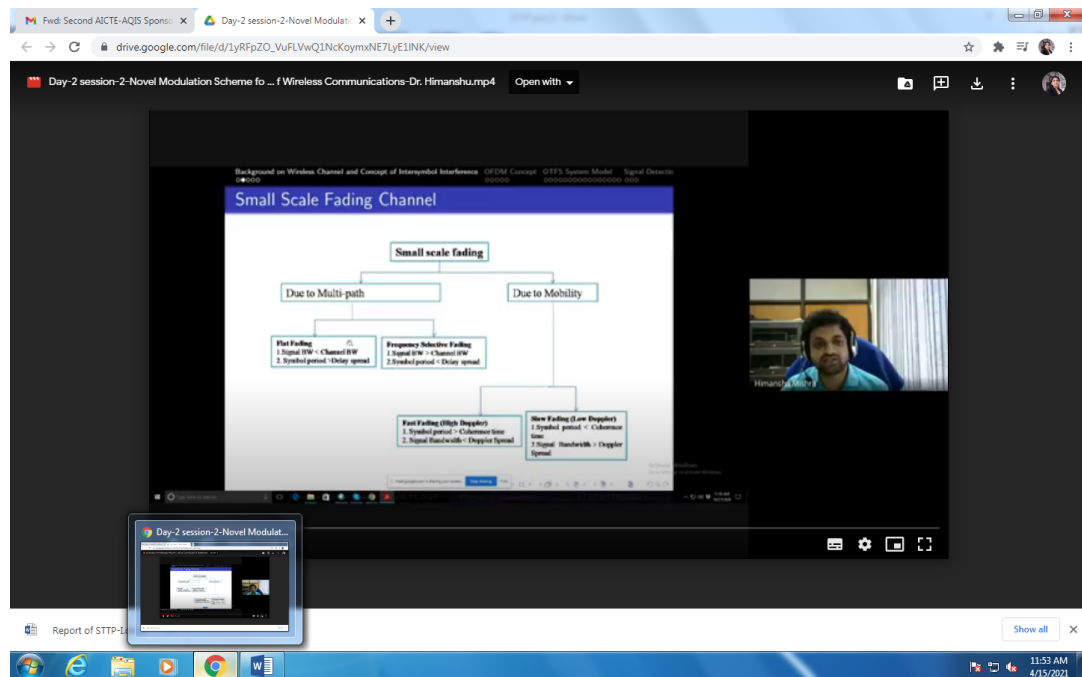 STTP part 2 - Word
Fwd: Second AICTE-AQIS Sponso
Day-2 session-2-Novel Modulati
drive.google.com/file/d/1yRFpZO_VuFLVwQ1NcKoymxNE7LyE1INK/view
Day-2 session-2-Novel Modulation Scheme fo ... f Wireless Communications-Dr. Himanshu.mp4
Open with
Background on Wireless Channel and Concept of Intersymbol Interference OFDM Concept OTFS System Model Signal Detectio
Small Scale Fading Channel
Small scale fading
Due to Multi-path
Due to Mobility
Flat Fading
1.Signal BW < Channel BW
2. Symbol period >Delay spread
Frequency Selective Fading
1.Signal BW > Channel BW
2.Symbol period < Delay spread
Fast Fading (High Doppler)
1. Symbol period > Coherence time
2. Signal Bandwidth < Doppler Spread
Slow Fading (Low Doppler)
1.Symbol period < Coherence
time
2.Signal Bandwidth > Doppler
Spread
Himanshu Mishra
Stop sharing
Day-2 session-2-Novel Modulat...
Report of STTP-
Show all
11:53 AM
4/15/2021